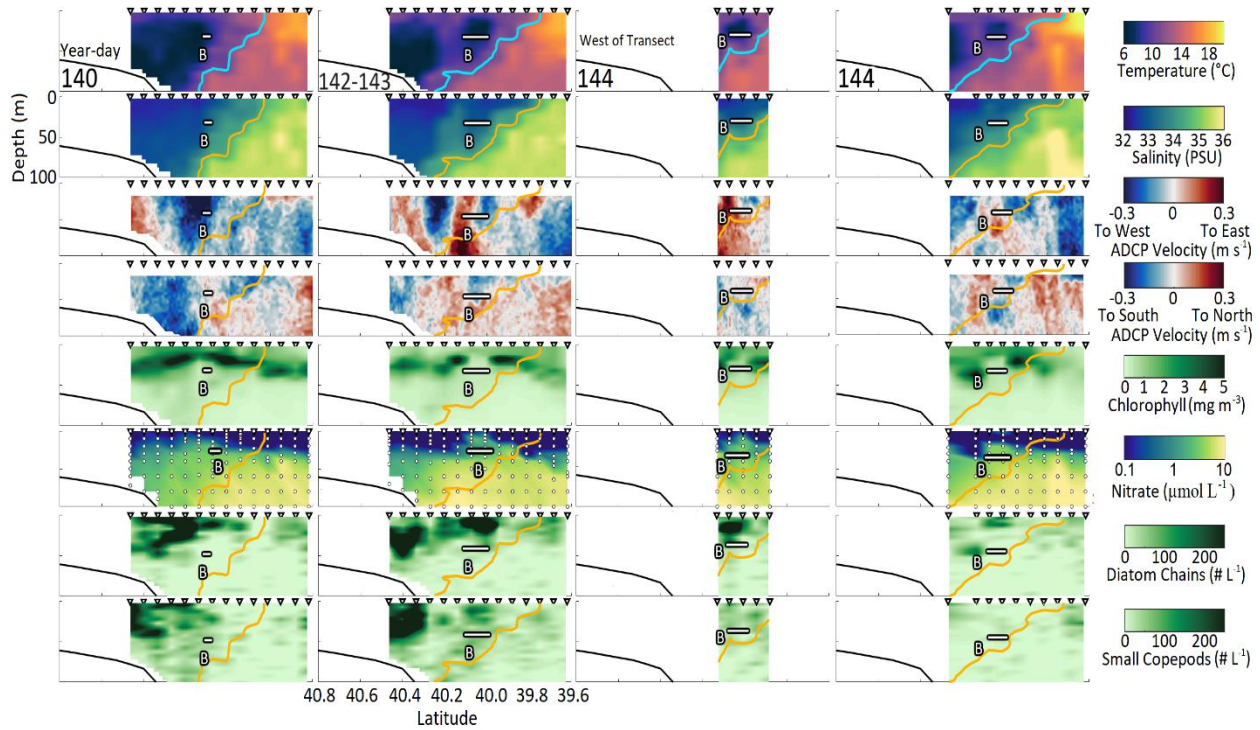 Year-day
140
142-143
West of Transect
144
144
B
B
B
B
6 10 14 18
Temperature (°C)
Depth (m)
0
50
100
B
B
B
B
32 33 34 35 36
Salinity (PSU)
B
B
B
B
-0.3 0 0.3
To West To East
ADCP Velocity (m s⁻¹)
B
B
B
B
-0.3 0 0.3
To South To North
ADCP Velocity (m s⁻¹)
B
B
B
B
0 1 2 3 4 5
Chlorophyll (mg m⁻³)
B
B
B
B
0.1 1 10
Nitrate (µmol L⁻¹)
B
B
B
B
0 100 200
Diatom Chains (# L⁻¹)
B
B
B
B
0 100 200
Small Copepods (# L⁻¹)
40.8 40.6 40.4 40.2 40.0 39.8 39.6
Latitude